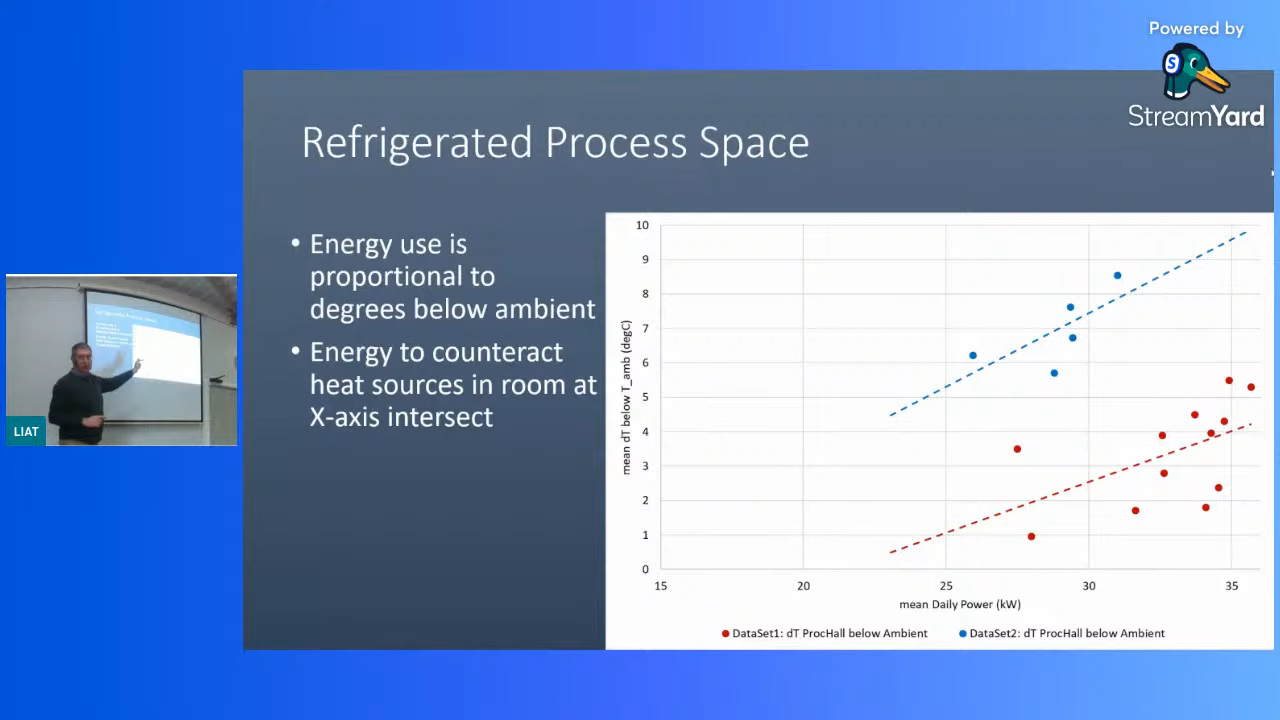 Powered by
StreamYard
Refrigerated Process Space
• Energy use is
proportional to
degrees below ambient
• Energy to counteract
heat sources in room at
X-axis intersect
LIAT
mean dT below T_amb (degC)
10
9
8
7
6
5
4
3
2
1
0
15 20 25 30 35
mean Daily Power (kW)
DataSet1: dT ProcHall below Ambient DataSet2: dT ProcHall below Ambient